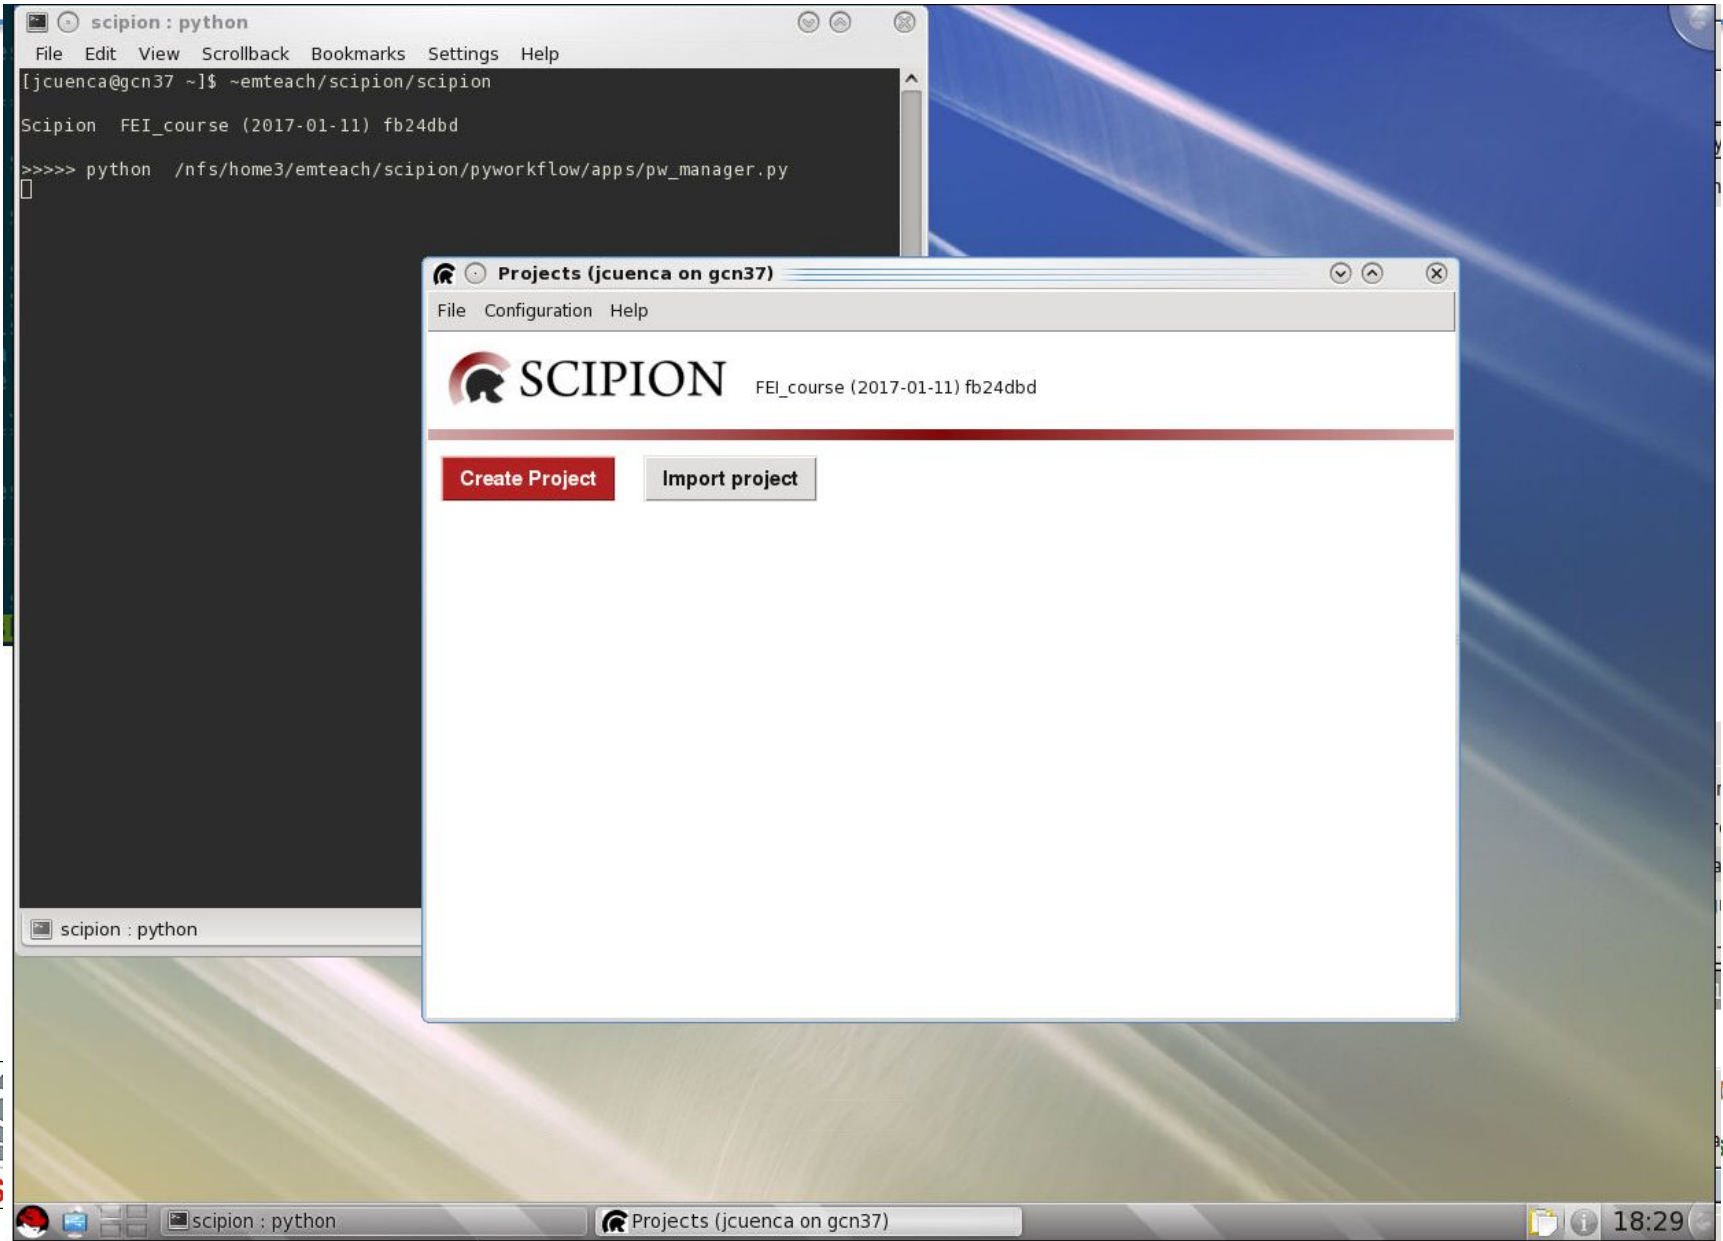 scipion : python
File Edit View Scrollback Bookmarks Settings Help
[jcuenca@gcn37 ~]$ ~emteach/scipion/scipion
Scipion FEI_course (2017-01-11) fb24dbd
>>>>> python /nfs/home3/emteach/scipion/pyworkflow/apps/pw_manager.py
Projects (jcuenca on gcn37)
File Configuration Help
SCIPION FEI_course (2017-01-11) fb24dbd
Create Project Import project
scipion : python
scipion : python Projects (jcuenca on gcn37) 18:29